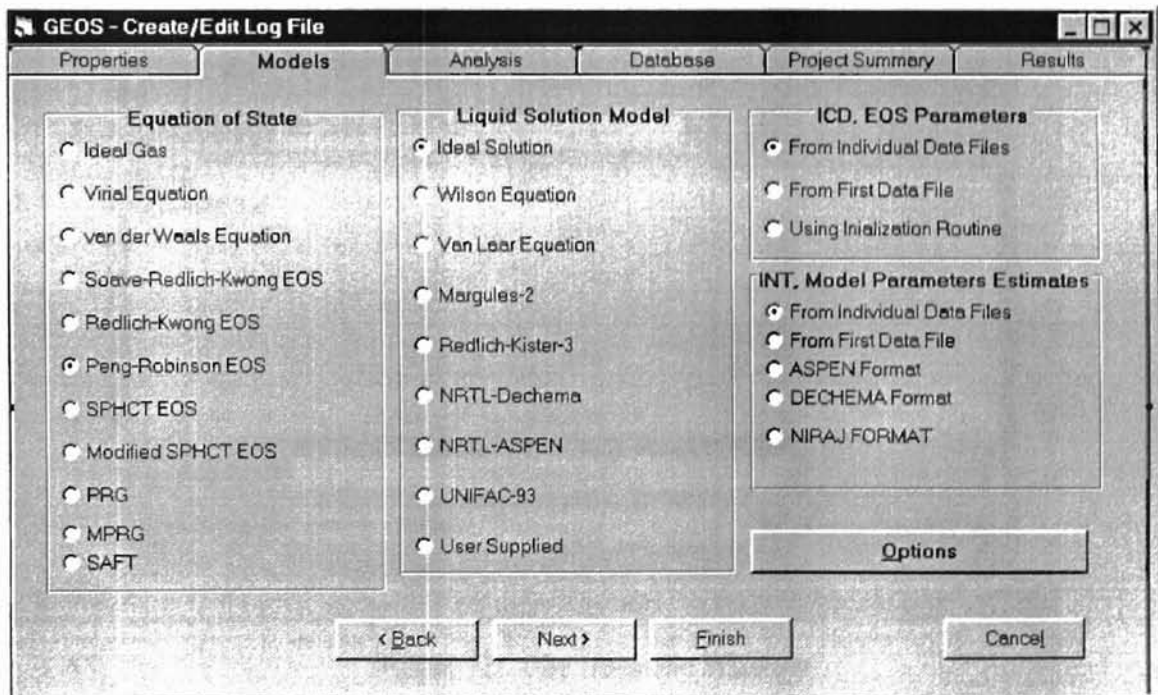 GEOS - Create/Edit Log File
Properties Models Analysis Database Project Summary Results
Equation of State
Ideal Gas
Virial Equation
van der Waals Equation
Soave-Redlich-Kwong EOS
Redlich-Kwong EOS
Peng-Robinson EOS
SPHCT EOS
Modified SPHCT EOS
PRG
MPRG
SAFT
Liquid Solution Model
Ideal Solution
Wilson Equation
Van Laar Equation
Margules-2
Redlich-Kister-3
NRTL-Dechema
NRTL-ASPEN
UNIFAC-93
User Supplied
ICD, EOS Parameters
From Individual Data Files
From First Data File
Using Inialization Routine
INT, Model Parameters Estimates
From Individual Data Files
From First Data File
ASPEN Format
DECHEMA Format
NIRAJ FORMAT
Options
< Back Next > Finish Cancel